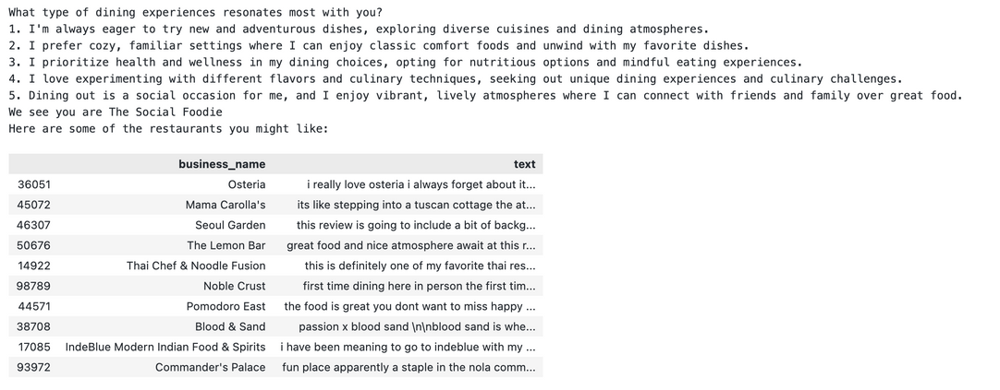 What type of dining experiences resonates most with you?
1. I'm always eager to try new and adventurous dishes, exploring diverse cuisines and dining atmospheres.
2. I prefer cozy, familiar settings where I can enjoy classic comfort foods and unwind with my favorite dishes.
3. I prioritize health and wellness in my dining choices, opting for nutritious options and mindful eating experiences.
4. I love experimenting with different flavors and culinary techniques, seeking out unique dining experiences and culinary challenges.
5. Dining out is a social occasion for me, and I enjoy vibrant, lively atmospheres where I can connect with friends and family over great food.
We see you are The Social Foodie
Here are some of the restaurants you might like:
business_name text
36051 Osteria i really love osteria i always forget about it...
45072 Mama Carolla's its like stepping into a tuscan cottage the at...
46307 Seoul Garden this review is going to include a bit of backg...
50676 The Lemon Bar great food and nice atmosphere await at this r...
14922 Thai Chef & Noodle Fusion this is definitely one of my favorite thai res...
98789 Noble Crust first time dining here in person the first tim...
44571 Pomodoro East the food is great you dont want to miss happy ...
38708 Blood & Sand passion x blood sand \n\nblood sand is whe...
17085 IndeBlue Modern Indian Food & Spirits i have been meaning to go to indeblue with my ...
93972 Commander's Palace fun place apparently a staple in the nola comm...